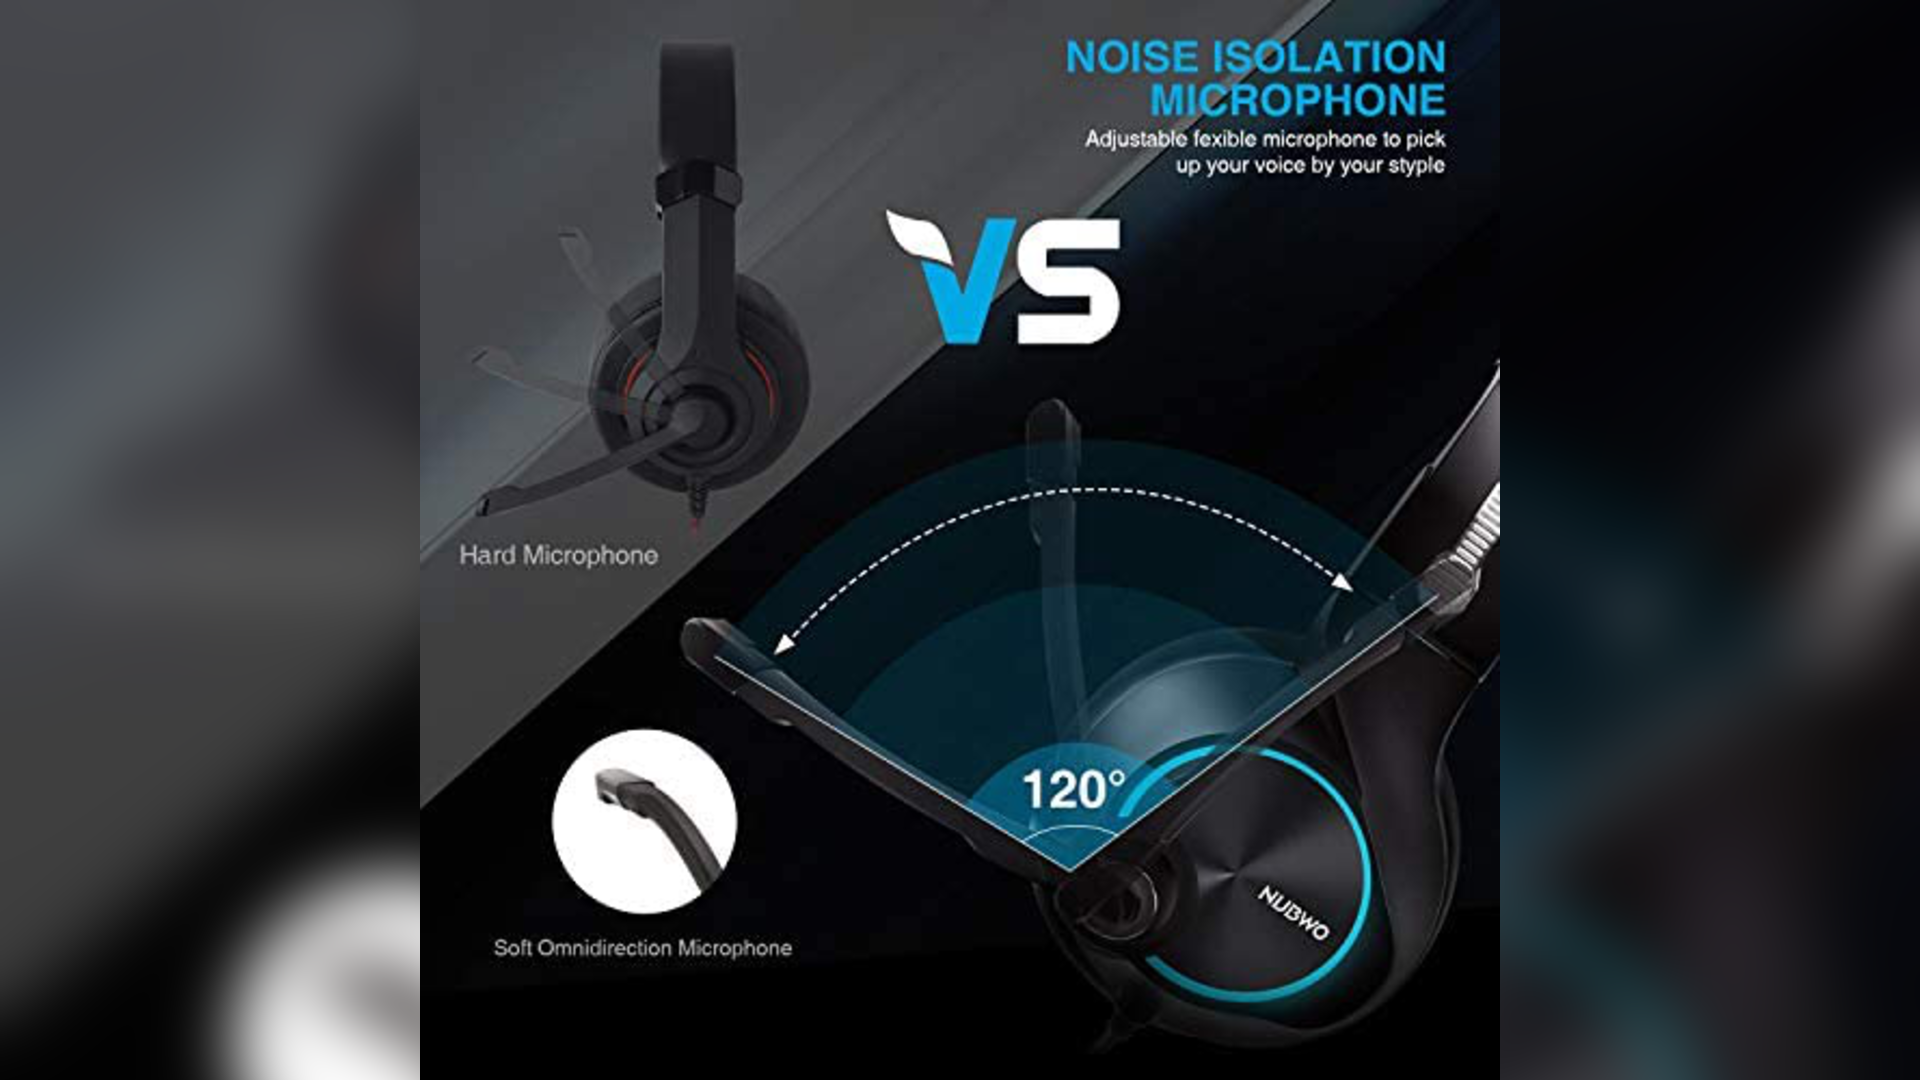 NOISE ISOLATION
MICROPHONE
Adjustable fexible microphone to pick
up your voice by your styple
VS
Hard Microphone
120°
NUBWO
Soft Omnidirection Microphone